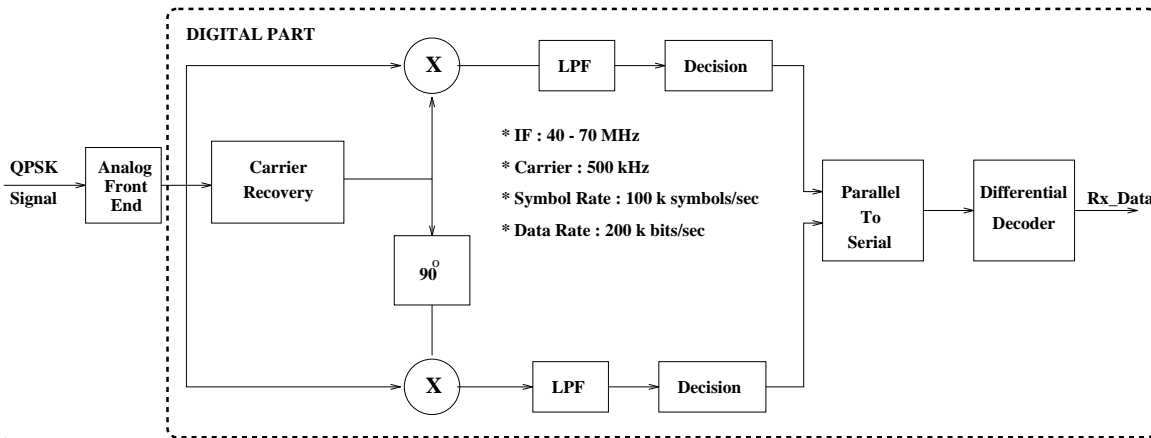 DIGITAL PART
X
LPF
Decision
* IF : 40 - 70 MHz
* Carrier : 500 kHz
* Symbol Rate : 100 k symbols/sec
* Data Rate : 200 k bits/sec
QPSK
Signal
Analog
Front
End
Carrier
Recovery
90°
Parallel
To
Serial
Differential
Decoder
Rx_Data
X
LPF
Decision